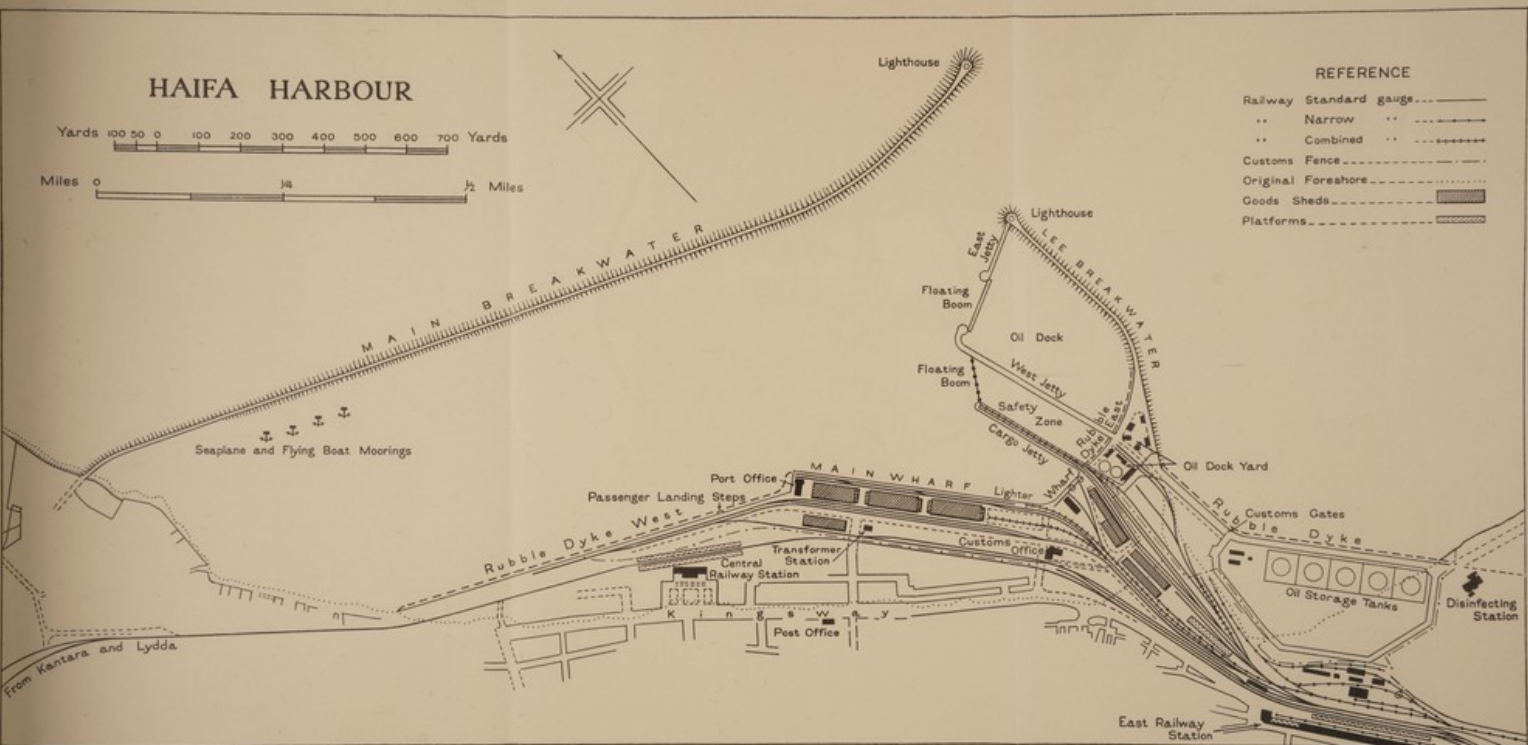 HAIFA HARBOUR
Yards 100 50 0 100 200 300 400 500 600 700 Yards
Miles 0 1/4 1/2 Miles
Lighthouse
REFERENCE
Railway Standard gauge
" Narrow "
" Combined "
Customs Fence
Original Foreshore
Goods Sheds
Platforms
MAIN BREAKWATER
Seaplane and Flying Boat Moorings
Lighthouse
LEE BREAKWATER
East
Jetty
Floating
Boom
Oil Dock
West Jetty
Floating
Boom
Safety
Zone
Cargo Jetty
Rubble
Dyke East
Oil Dock Yard
Port Office
MAIN WHARF
Lighter Wharf
Passenger Landing Steps
Rubble Dyke West
Transformer
Station
Customs
Office
Central
Railway Station
Kingsway
Post Office
Customs Gates
Rubble Dyke
Oil Storage Tanks
Disinfecting
Station
From Kantara and Lydda
East Railway
Station